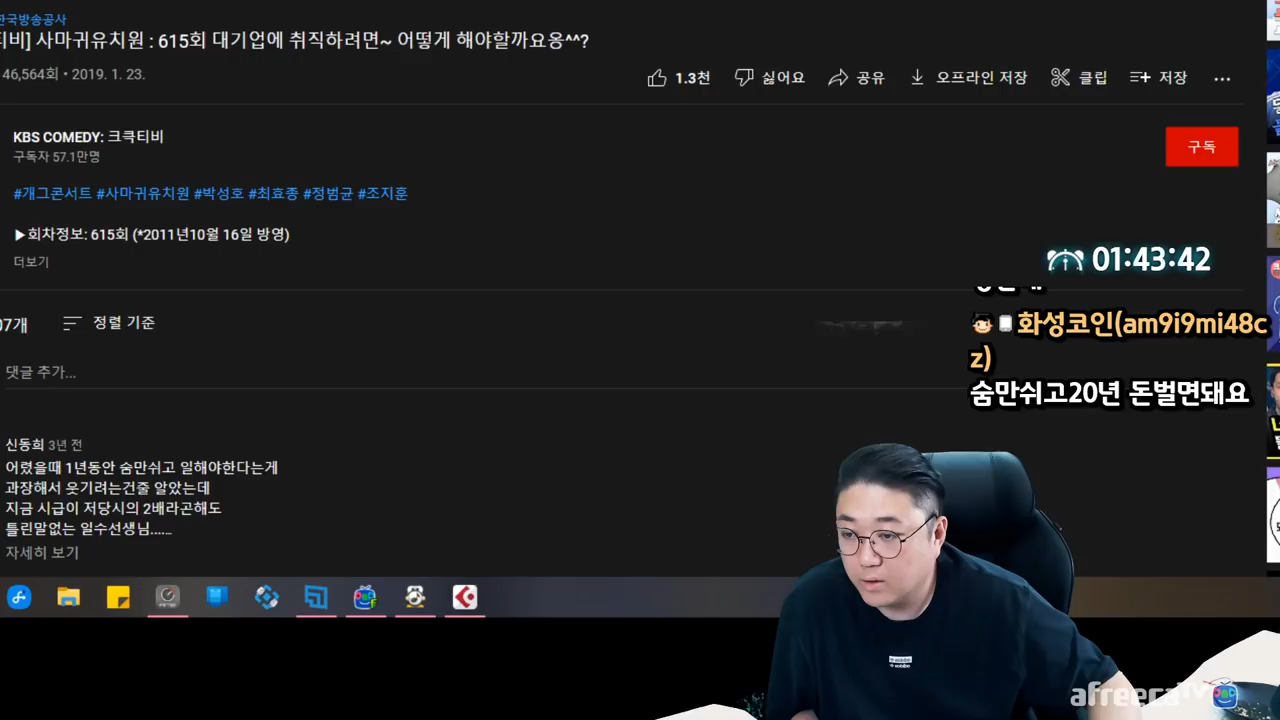 한국방송공사
티비] 사마귀유치원 : 615회 대기업에 취직하려면~ 어떻게 해야할까요옹^^?
46,564회 • 2019. 1. 23.
1.3천 싫어요 공유 오프라인 저장 클립 저장 ...
KBS COMEDY: 크큭티비
구독자 57.1만명
구독
#개그콘서트 #사마귀유치원 #박성호 #최효종 #정범균 #조지훈
▶회차정보: 615회 (*2011년10월 16일 방영)
더보기
01:43:42
07개 정렬 기준
화성코인(am9i9mi48c
z)
숨만쉬고20년 돈벌면돼요
댓글 추가...
신동희 3년 전
어렸을때 1년동안 숨만쉬고 일해야한다는게
과장해서 웃기려는건줄 알았는데
지금 시급이 저당시의 2배라곤해도
틀린말없는 일수선생님......
자세히 보기
afreecaTV